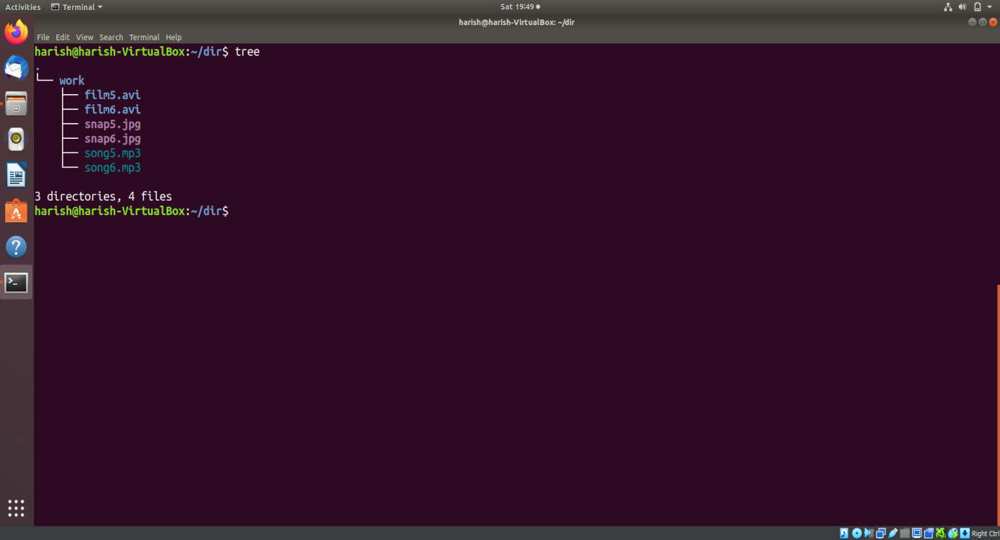 Activities Terminal Sat 19:49
harish@harish-VirtualBox: ~/dir
File Edit View Search Terminal Help
harish@harish-VirtualBox:~/dir$ tree
.
└── work
    ├── film5.avi
    ├── film6.avi
    ├── snap5.jpg
    ├── snap6.jpg
    ├── song5.mp3
    └── song6.mp3
3 directories, 4 files
harish@harish-VirtualBox:~/dir$
Right Ctrl